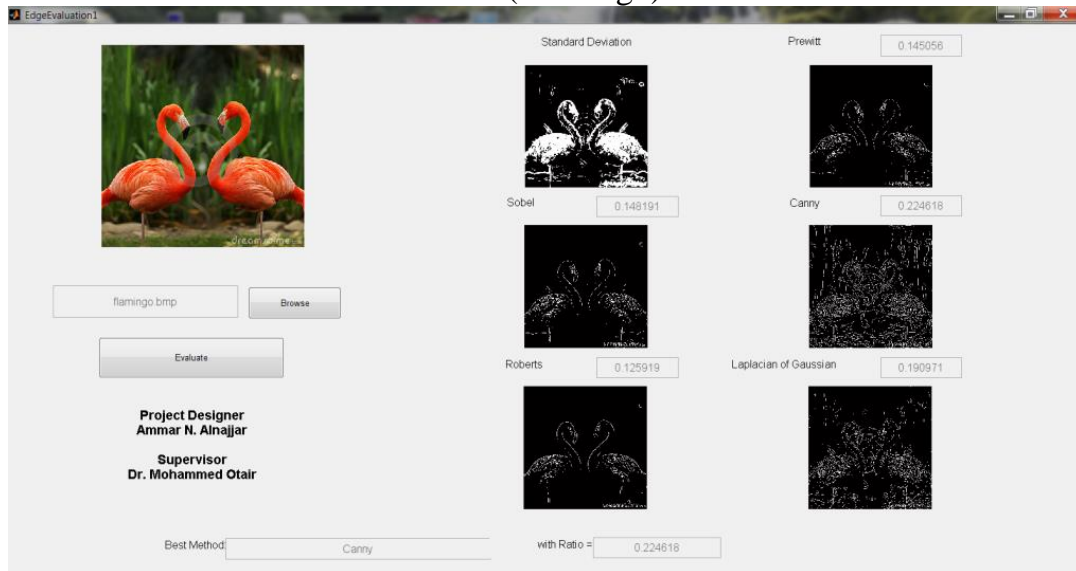 EdgeEvaluation1
Standard Deviation
Prewitt
0.145056
Sobel
0.148191
Canny
0.224618
flamingo.bmp
Browse
Evaluate
Roberts
0.125919
Laplacian of Gaussian
0.190971
Project Designer
Ammar N. Alnajjar
Supervisor
Dr. Mohammed Otair
Best Method:
Canny
with Ratio =
0.224618